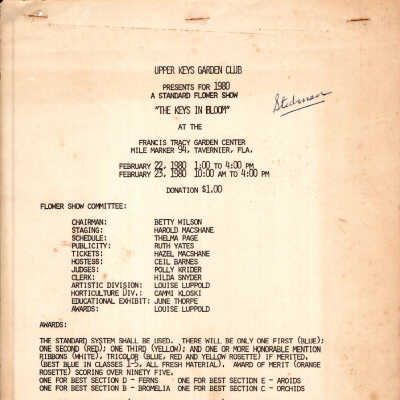 UPPER KEYS GARDEN CLUB
PRESENTS FOR 1980
A STANDARD FLOWER SHOW
"THE KEYS IN BLOOM"
Stedman
AT THE
FRANCIS TRACY GARDEN CENTER
MILE MARKER 94, TAVERNIER, FLA.
FEBRUARY 22, 1980 1:00 TO 4:00 PM
FEBRUARY 23, 1980 10:00 AM TO 4:00 PM
DONATION $1.00
FLOWER SHOW COMMITTEE:
CHAIRMAN: BETTY WILSON
STAGING: HAROLD MACSHANE
SCHEDULE: THELMA PAGE
PUBLICITY: RUTH YATES
TICKETS: HAZEL MACSHANE
HOSTESS: CEIL BARNES
JUDGES: POLLY KRIDER
CLERK: HILDA SNYDER
ARTISTIC DIVISION: LOUISE LUPPOLD
HORTICULTURE DIV.: CAMMI KLOSKI
EDUCATIONAL EXHIBIT: JUNE THORPE
AWARDS: LOUISE LUPPOLD
AWARDS:
THE STANDARD SYSTEM SHALL BE USED. THERE WILL BE ONLY ONE FIRST (BLUE);
ONE SECOND (RED); ONE THIRD (YELLOW); AND ONE OR MORE HONORABLE MENTION
RIBBONS (WHITE). TRICOLOR (BLUE, RED AND YELLOW ROSETTE) IF MERITED.
(BEST BLUE IN CLASSES 1-5, ALL FRESH MATERIAL). AWARD OF MERIT (ORANGE
ROSETTE) SCORING OVER NINETY FIVE.
ONE FOR BEST SECTION D - FERNS ONE FOR BEST SECTION E - AROIDS
ONE FOR BEST SECTION B - BROMELIA ONE FOR BEST SECTION C - ORCHIDS